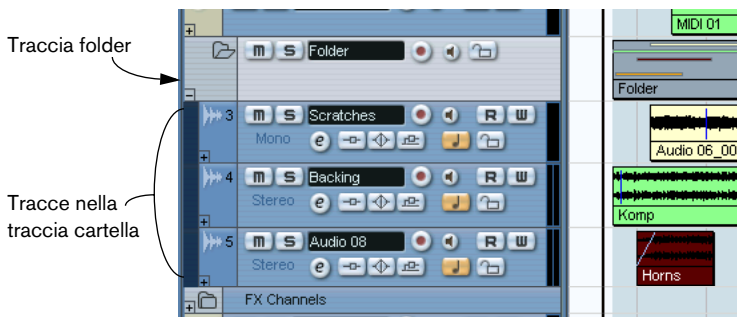 MIDI 01
Traccia folder
m S Folder
Folder
3 m S Scratches R W
Mono e
Audio 06_00
Tracce nella
traccia cartella
4 m S Backing R W
Stereo e
Komp
5 m S Audio 08 R W
Stereo e
Horns
FX Channels